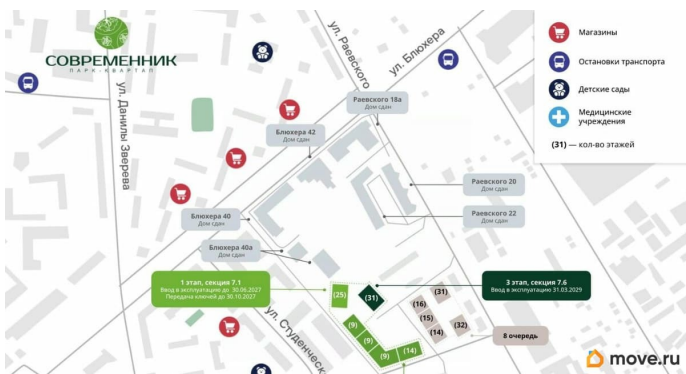 СОВРЕМЕННИК
ПАРК-КВАРТАЛ
ул. Данилы Зверева
ул. Раевского
ул. Блюхера
Магазины
Остановки транспорта
Детские сады
Медицинские
учреждения
(31) — кол-во этажей
Раевского 18а
Дом сдан
Блюхера 42
Дом сдан
Раевского 20
Дом сдан
Раевского 22
Дом сдан
Блюхера 40
Дом сдан
Блюхера 40а
Дом сдан
1 этап, секция 7.1
Ввод в эксплуатацию до 30.06.2027
Передача ключей до 30.10.2027
3 этап, секция 7.6
Ввод в эксплуатацию 31.03.2029
(25)
(31)
(31)
(16)
(15)
(14)
(32)
8 очередь
(9)
(9)
(9)
(14)
ул. Студенческ
move.ru